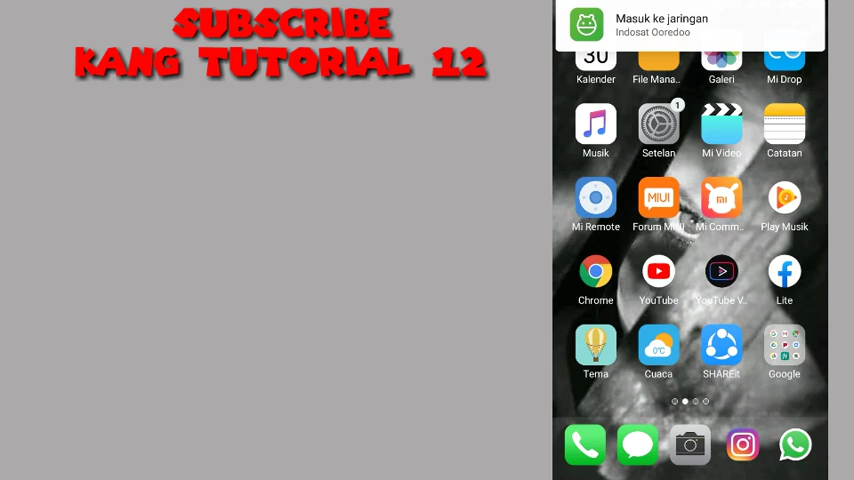 SUBSCRIBE
KANG TUTORIAL 12
Masuk ke jaringan
Indosat Ooredoo
30
Kalender File Mana.. Galeri Mi Drop
1
Musik Setelan Mi Video Catatan
MIUI mi
Mi Remote Forum MIUI Mi Comm.. Play Musik
Chrome YouTube YouTube V.. Lite
0°C
Tema Cuaca SHAREit Google